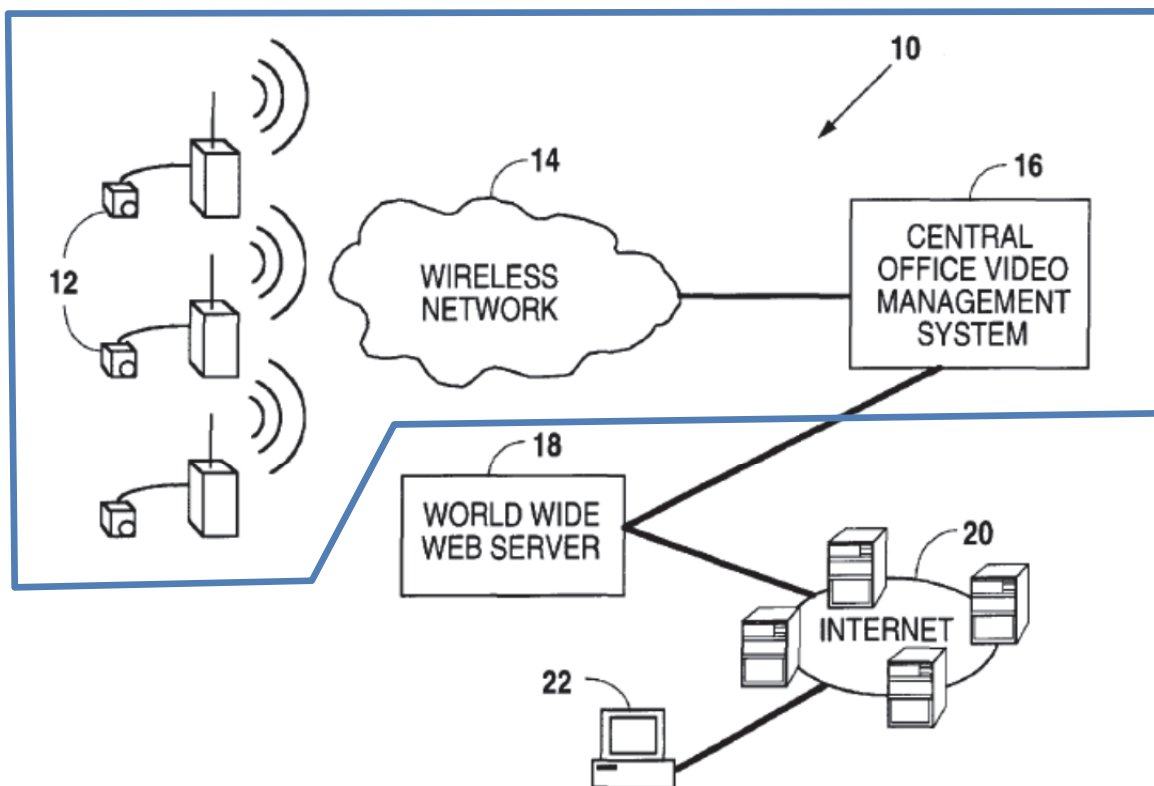 10
14
16
WIRELESS
NETWORK
CENTRAL
OFFICE VIDEO
MANAGEMENT
SYSTEM
12
18
WORLD WIDE
WEB SERVER
20
INTERNET
22